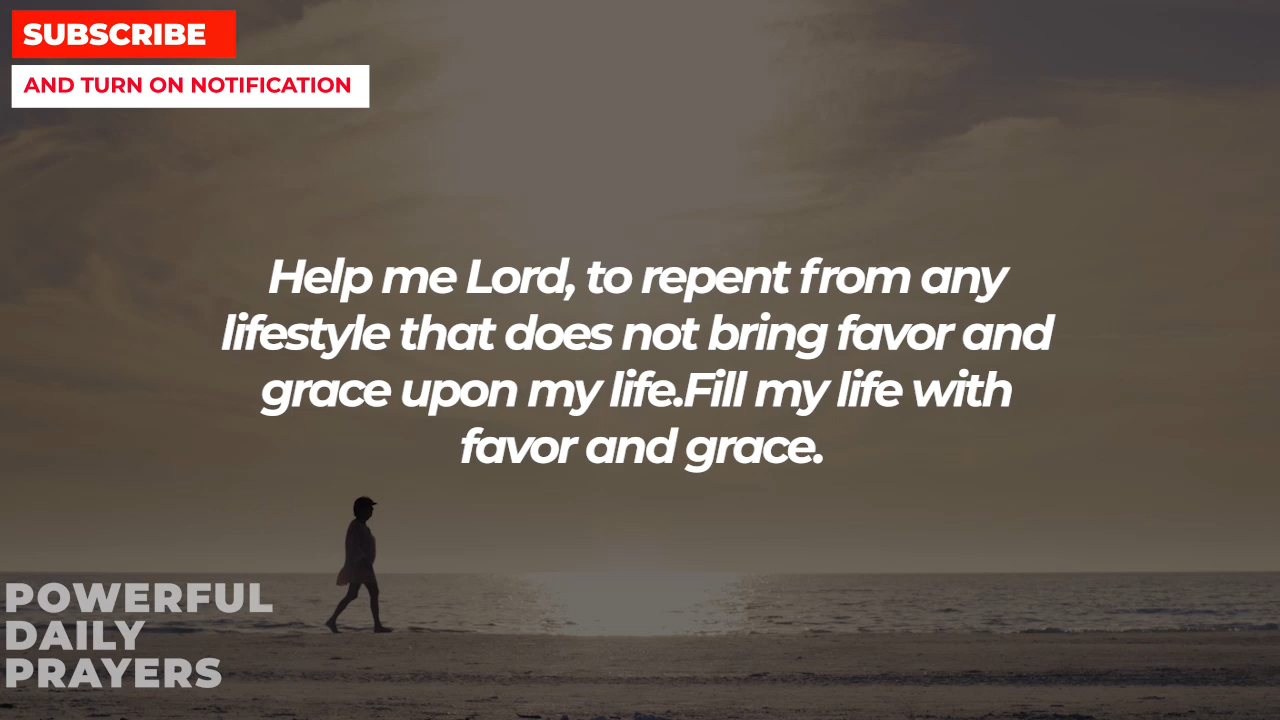 SUBSCRIBE
AND TURN ON NOTIFICATION
Help me Lord, to repent from any
lifestyle that does not bring favor and
grace upon my life.Fill my life with
favor and grace.
POWERFUL
DAILY
PRAYERS